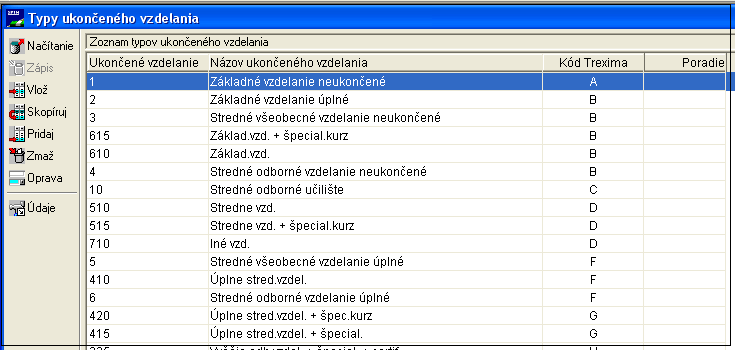 Typy ukončeného vzdelania
Načítanie
Zápis
Vlož
Skopíruj
Pridaj
Zmaž
Oprava
Údaje
Zoznam typov ukončeného vzdelania
Ukončené vzdelanie Názov ukončeného vzdelania Kód Trexima Poradie
1 Základné vzdelanie neukončené A
2 Základné vzdelanie úplné B
3 Stredné všeobecné vzdelanie neukončené B
615 Základ.vzd. + špecial.kurz B
610 Základ.vzd. B
4 Stredné odborné vzdelanie neukončené B
10 Stredné odborné učilište C
510 Stredne vzd. D
515 Stredne vzd. + špecial.kurz D
710 Iné vzd. D
5 Stredné všeobecné vzdelanie úplné F
410 Úplne stred.vzdel. F
6 Stredné odborné vzdelanie úplné F
420 Úplne stred.vzdel. + špec.kurz G
415 Úplne stred.vzdel. + špecial. G